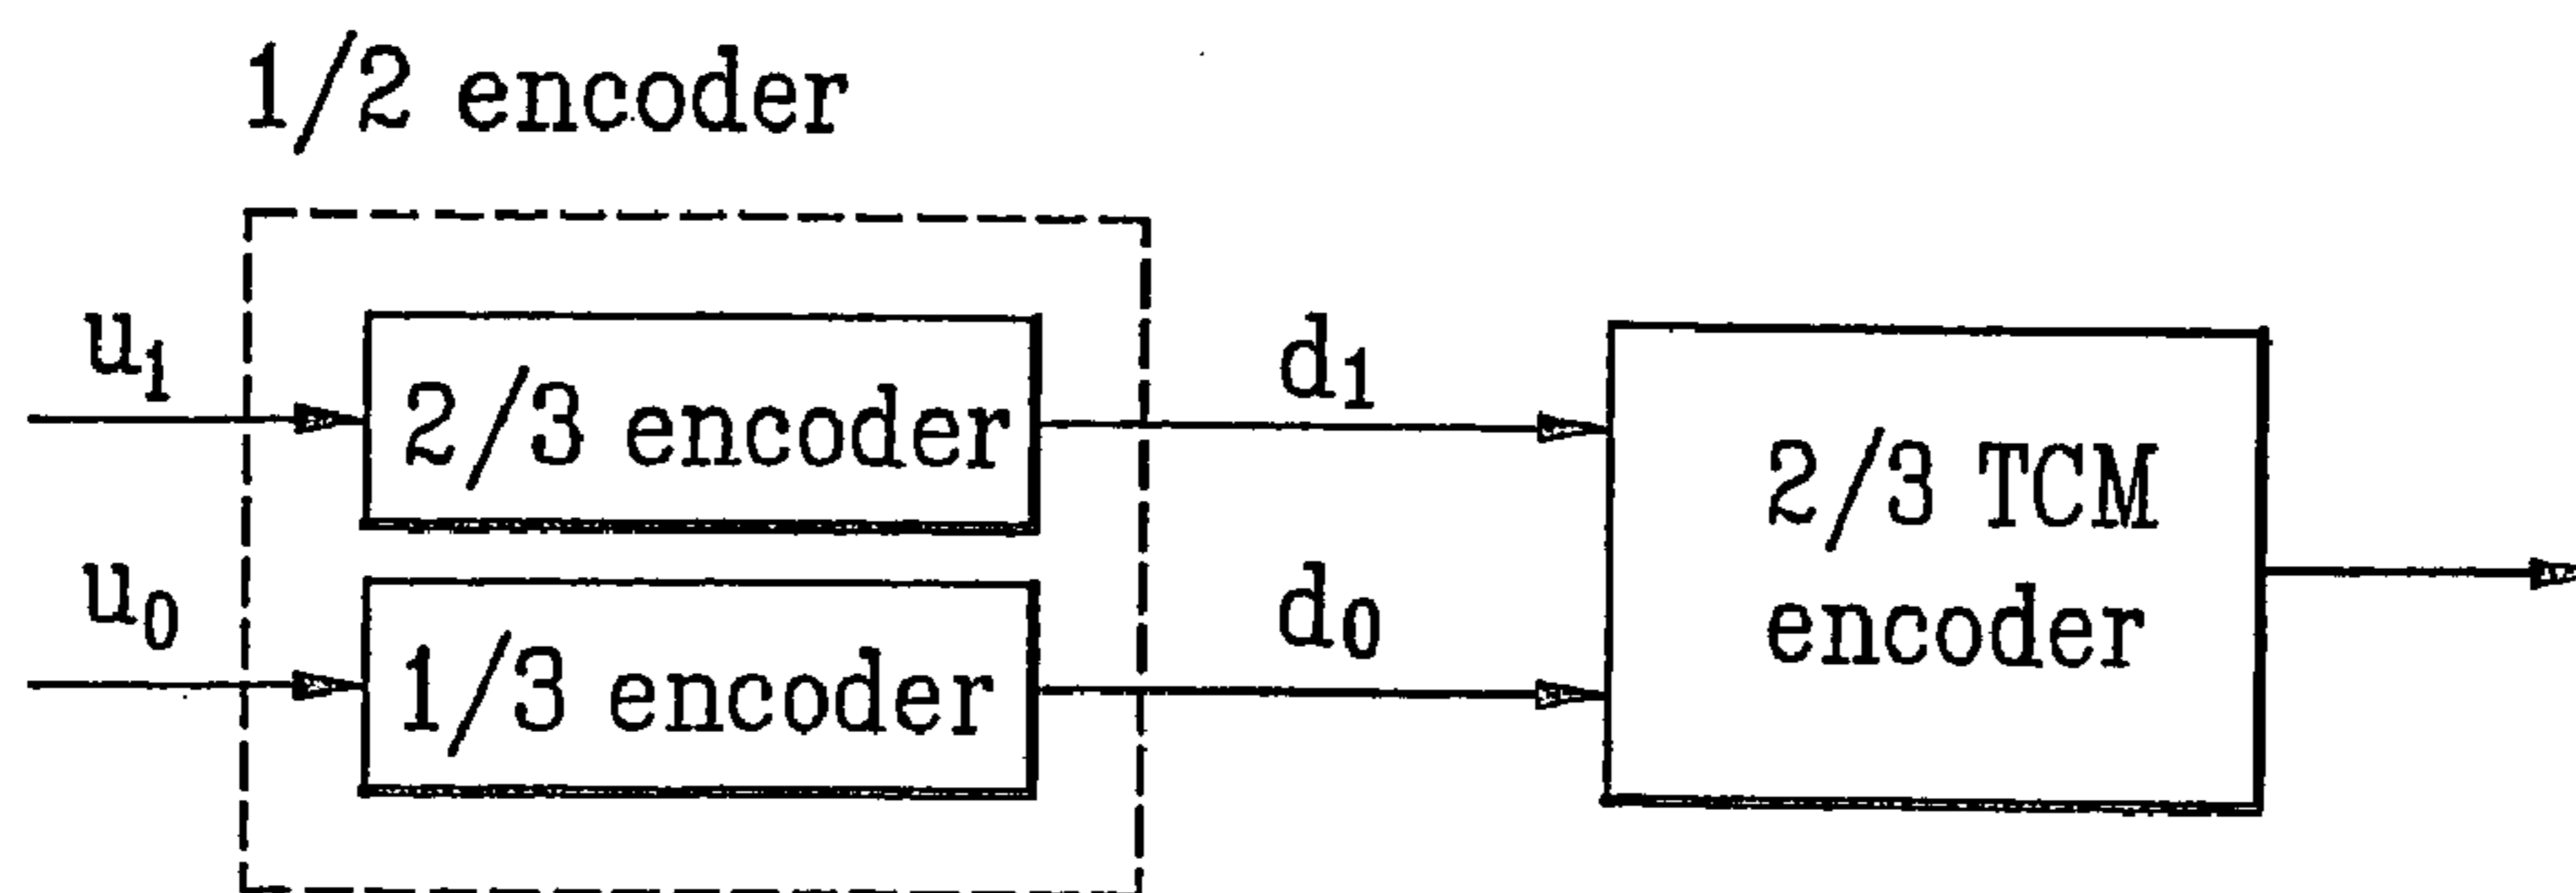 1/2 encoder
u₁
2/3 encoder
d₁
u₀
1/3 encoder
d₀
2/3 TCM
encoder